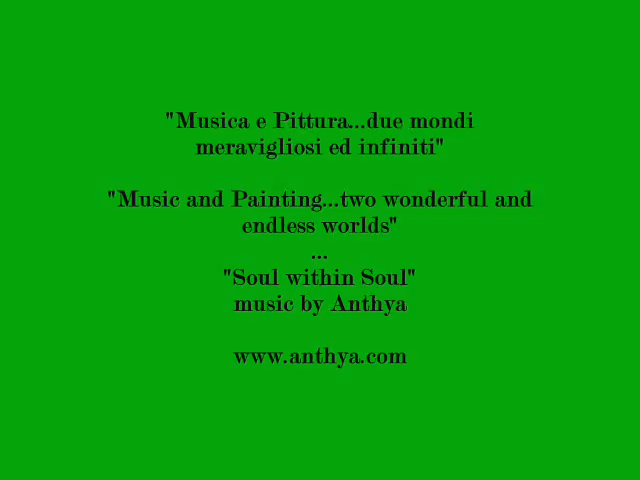 "Musica e Pittura...due mondi
meravigliosi ed infiniti"
"Music and Painting...two wonderful and
endless worlds"
...
"Soul within Soul"
music by Anthya
www.anthya.com